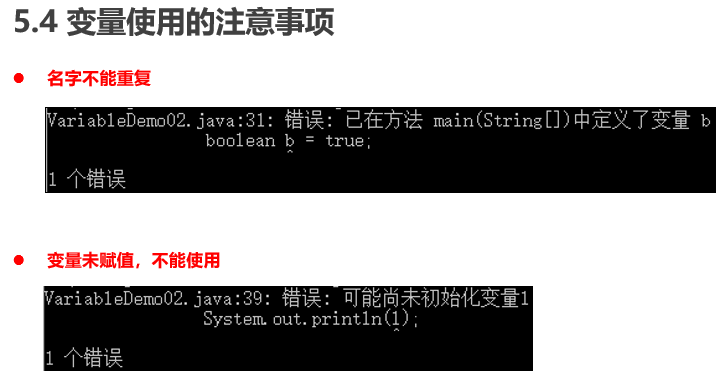 5.4 变量使用的注意事项
名字不能重复
VariableDemo02.java:31: 错误: 已在方法 main(String[])中定义了变量 b
boolean b = true;
^
1 个错误
变量未赋值，不能使用
VariableDemo02.java:39: 错误: 可能尚未初始化变量l
System.out.println(l);
^
1 个错误